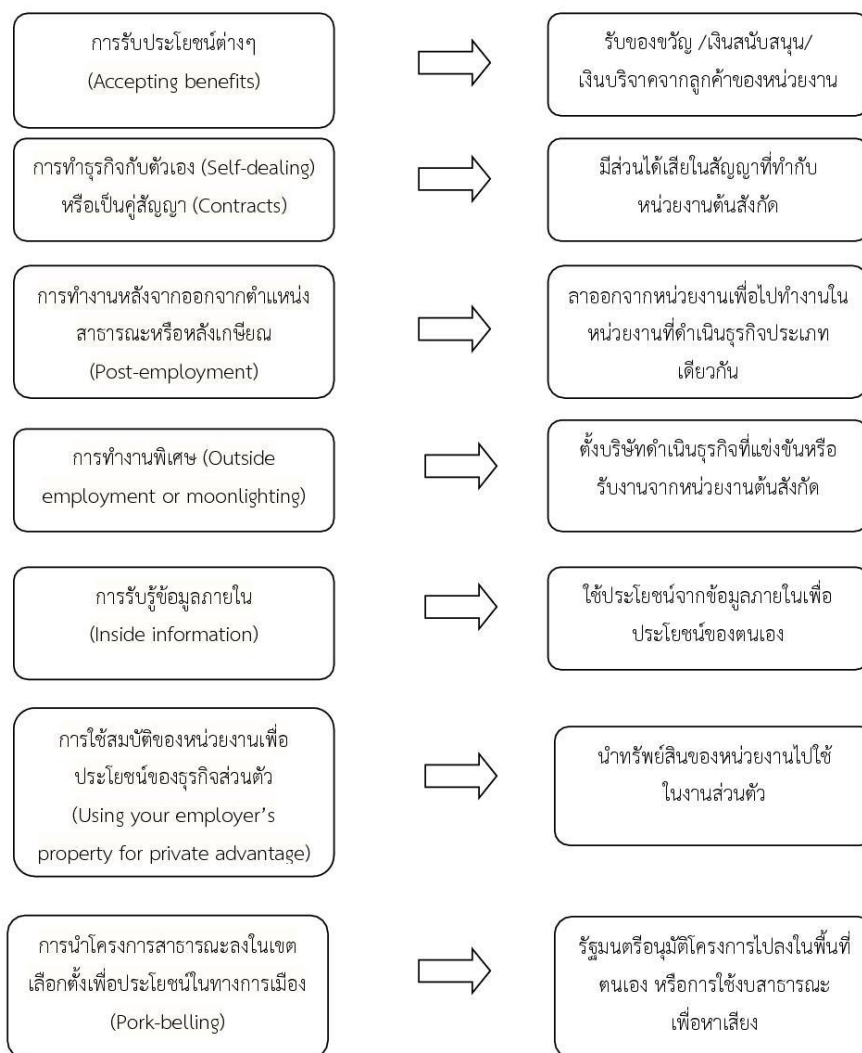 การรับประโยชน์ต่างๆ
(Accepting benefits)
รับของขวัญ /เงินสนับสนุน/
เงินบริจาคจากลูกค้าของหน่วยงาน
การทำธุรกิจกับตัวเอง (Self-dealing)
หรือเป็นคู่สัญญา (Contracts)
มีส่วนได้เสียในสัญญาที่ทำกับ
หน่วยงานต้นสังกัด
การทำงานหลังจากออกจากตำแหน่ง
สาธารณะหรือหลังเกษียณ
(Post-employment)
ลาออกจากหน่วยงานเพื่อไปทำงานใน
หน่วยงานที่ดำเนินธุรกิจประเภท
เดียวกัน
การทำงานพิเศษ (Outside
employment or moonlighting)
ตั้งบริษัทดำเนินธุรกิจที่แข่งขันหรือ
รับงานจากหน่วยงานต้นสังกัด
การรับรู้ข้อมูลภายใน
(Inside information)
ใช้ประโยชน์จากข้อมูลภายในเพื่อ
ประโยชน์ของตนเอง
การใช้สมบัติของหน่วยงานเพื่อ
ประโยชน์ของธุรกิจส่วนตัว
(Using your employer's
property for private advantage)
นำทรัพย์สินของหน่วยงานไปใช้
ในงานส่วนตัว
การนำโครงการสาธารณะลงในเขต
เลือกตั้งเพื่อประโยชน์ในทางการเมือง
(Pork-belling)
รัฐมนตรีอนุมัติโครงการไปลงในพื้นที่
ตนเอง หรือการใช้งบสาธารณะ
เพื่อหาเสียง